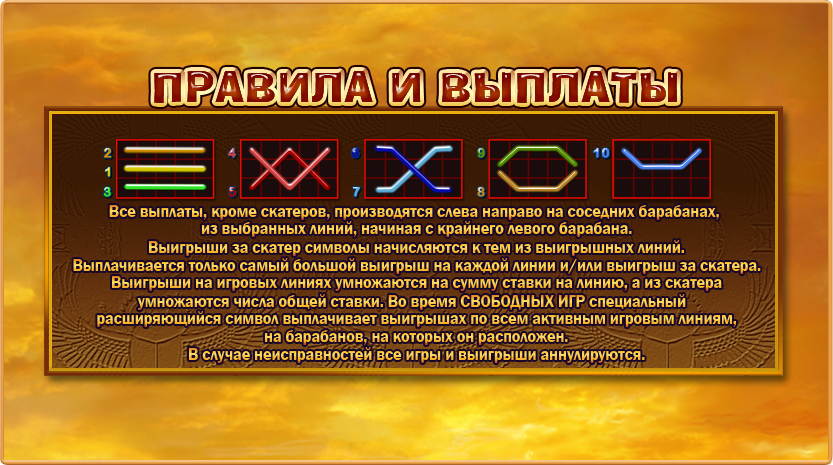 ПРАВИЛА И ВЫПЛАТЫ
2 4 6 9 10
1
3 5 7 8
Все выплаты, кроме скатеров, производятся слева направо на соседних барабанах,
из выбранных линий, начиная с крайнего левого барабана.
Выигрыши за скатер символы начисляются к тем из выигрышных линий.
Выплачивается только самый большой выигрыш на каждой линии и/или выигрыш за скатера.
Выигрыши на игровых линиях умножаются на сумму ставки на линию, а из скатера
умножаются числа общей ставки. Во время СВОБОДНЫХ ИГР специальный
расширяющийся символ выплачивает выигрышах по всем активным игровым линиям,
на барабанов, на которых он расположен.
В случае неисправностей все игры и выигрыши аннулируются.